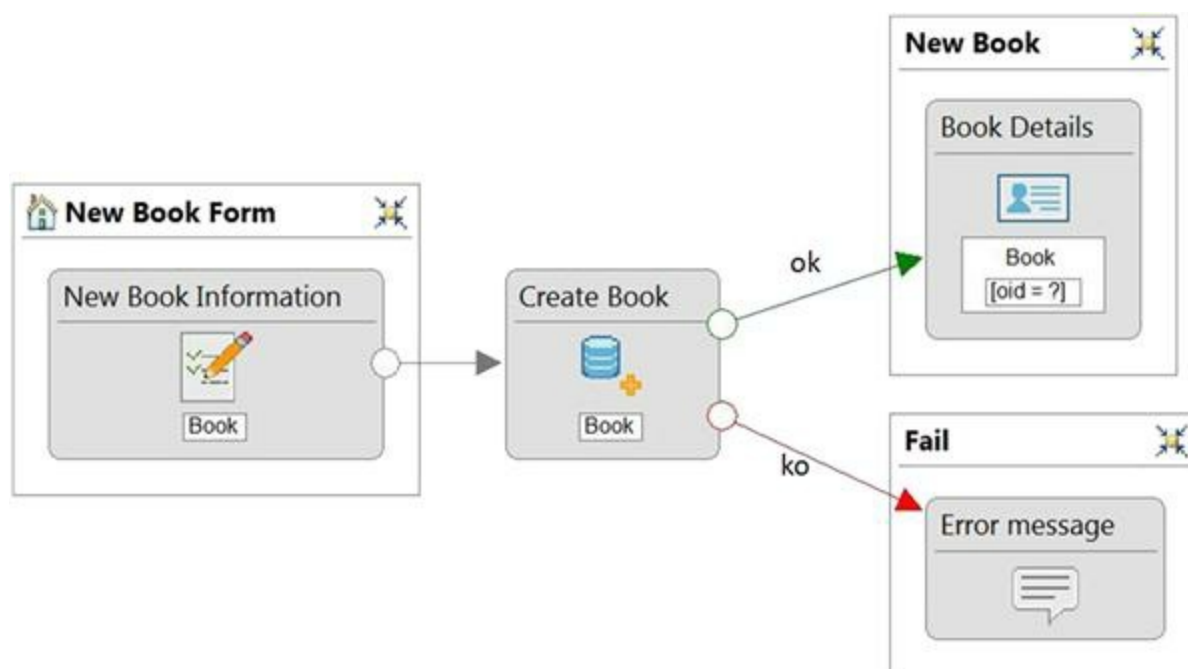 New Book Form
New Book Information
Book
Create Book
Book
ok
ko
New Book
Book Details
Book
[oid = ?]
Fail
Error message